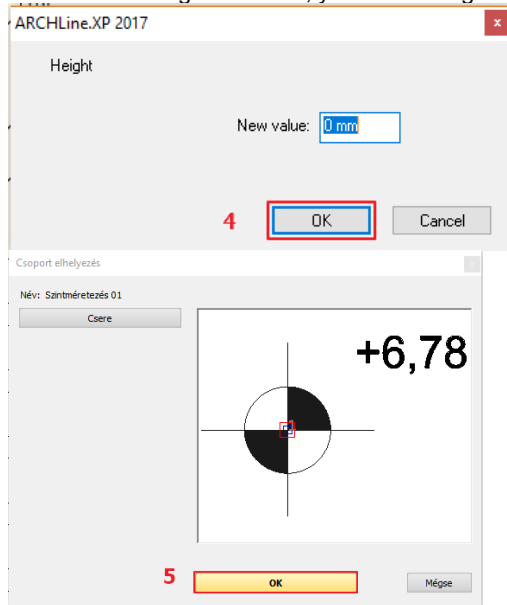 ARCHLine.XP 2017
x
Height
New value: 0 mm
4 OK Cancel
Csoport elhelyezés
Név: Szintméretezés 01
Csere
+6,78
5 OK Mégse